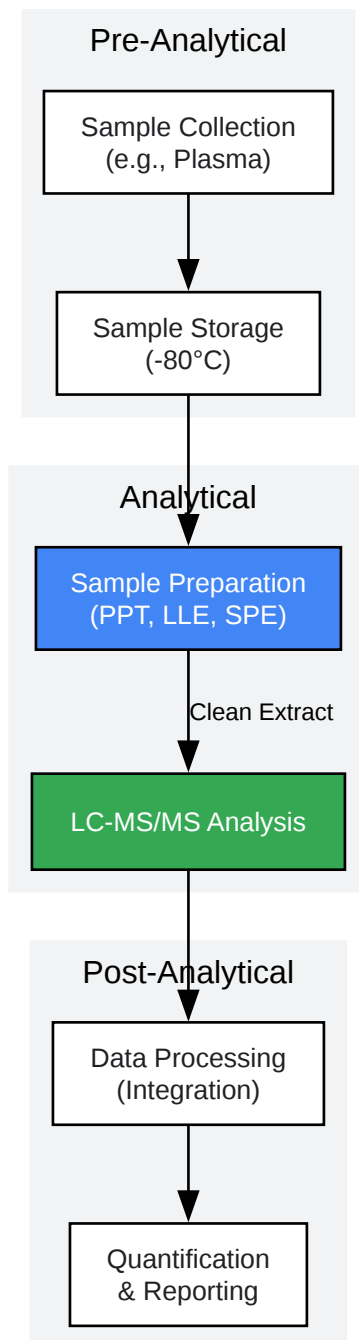 Pre-Analytical
Sample Collection
(e.g., Plasma)
Sample Storage
(-80°C)
Analytical
Sample Preparation
(PPT, LLE, SPE)
Clean Extract
LC-MS/MS Analysis
Post-Analytical
Data Processing
(Integration)
Quantification
& Reporting